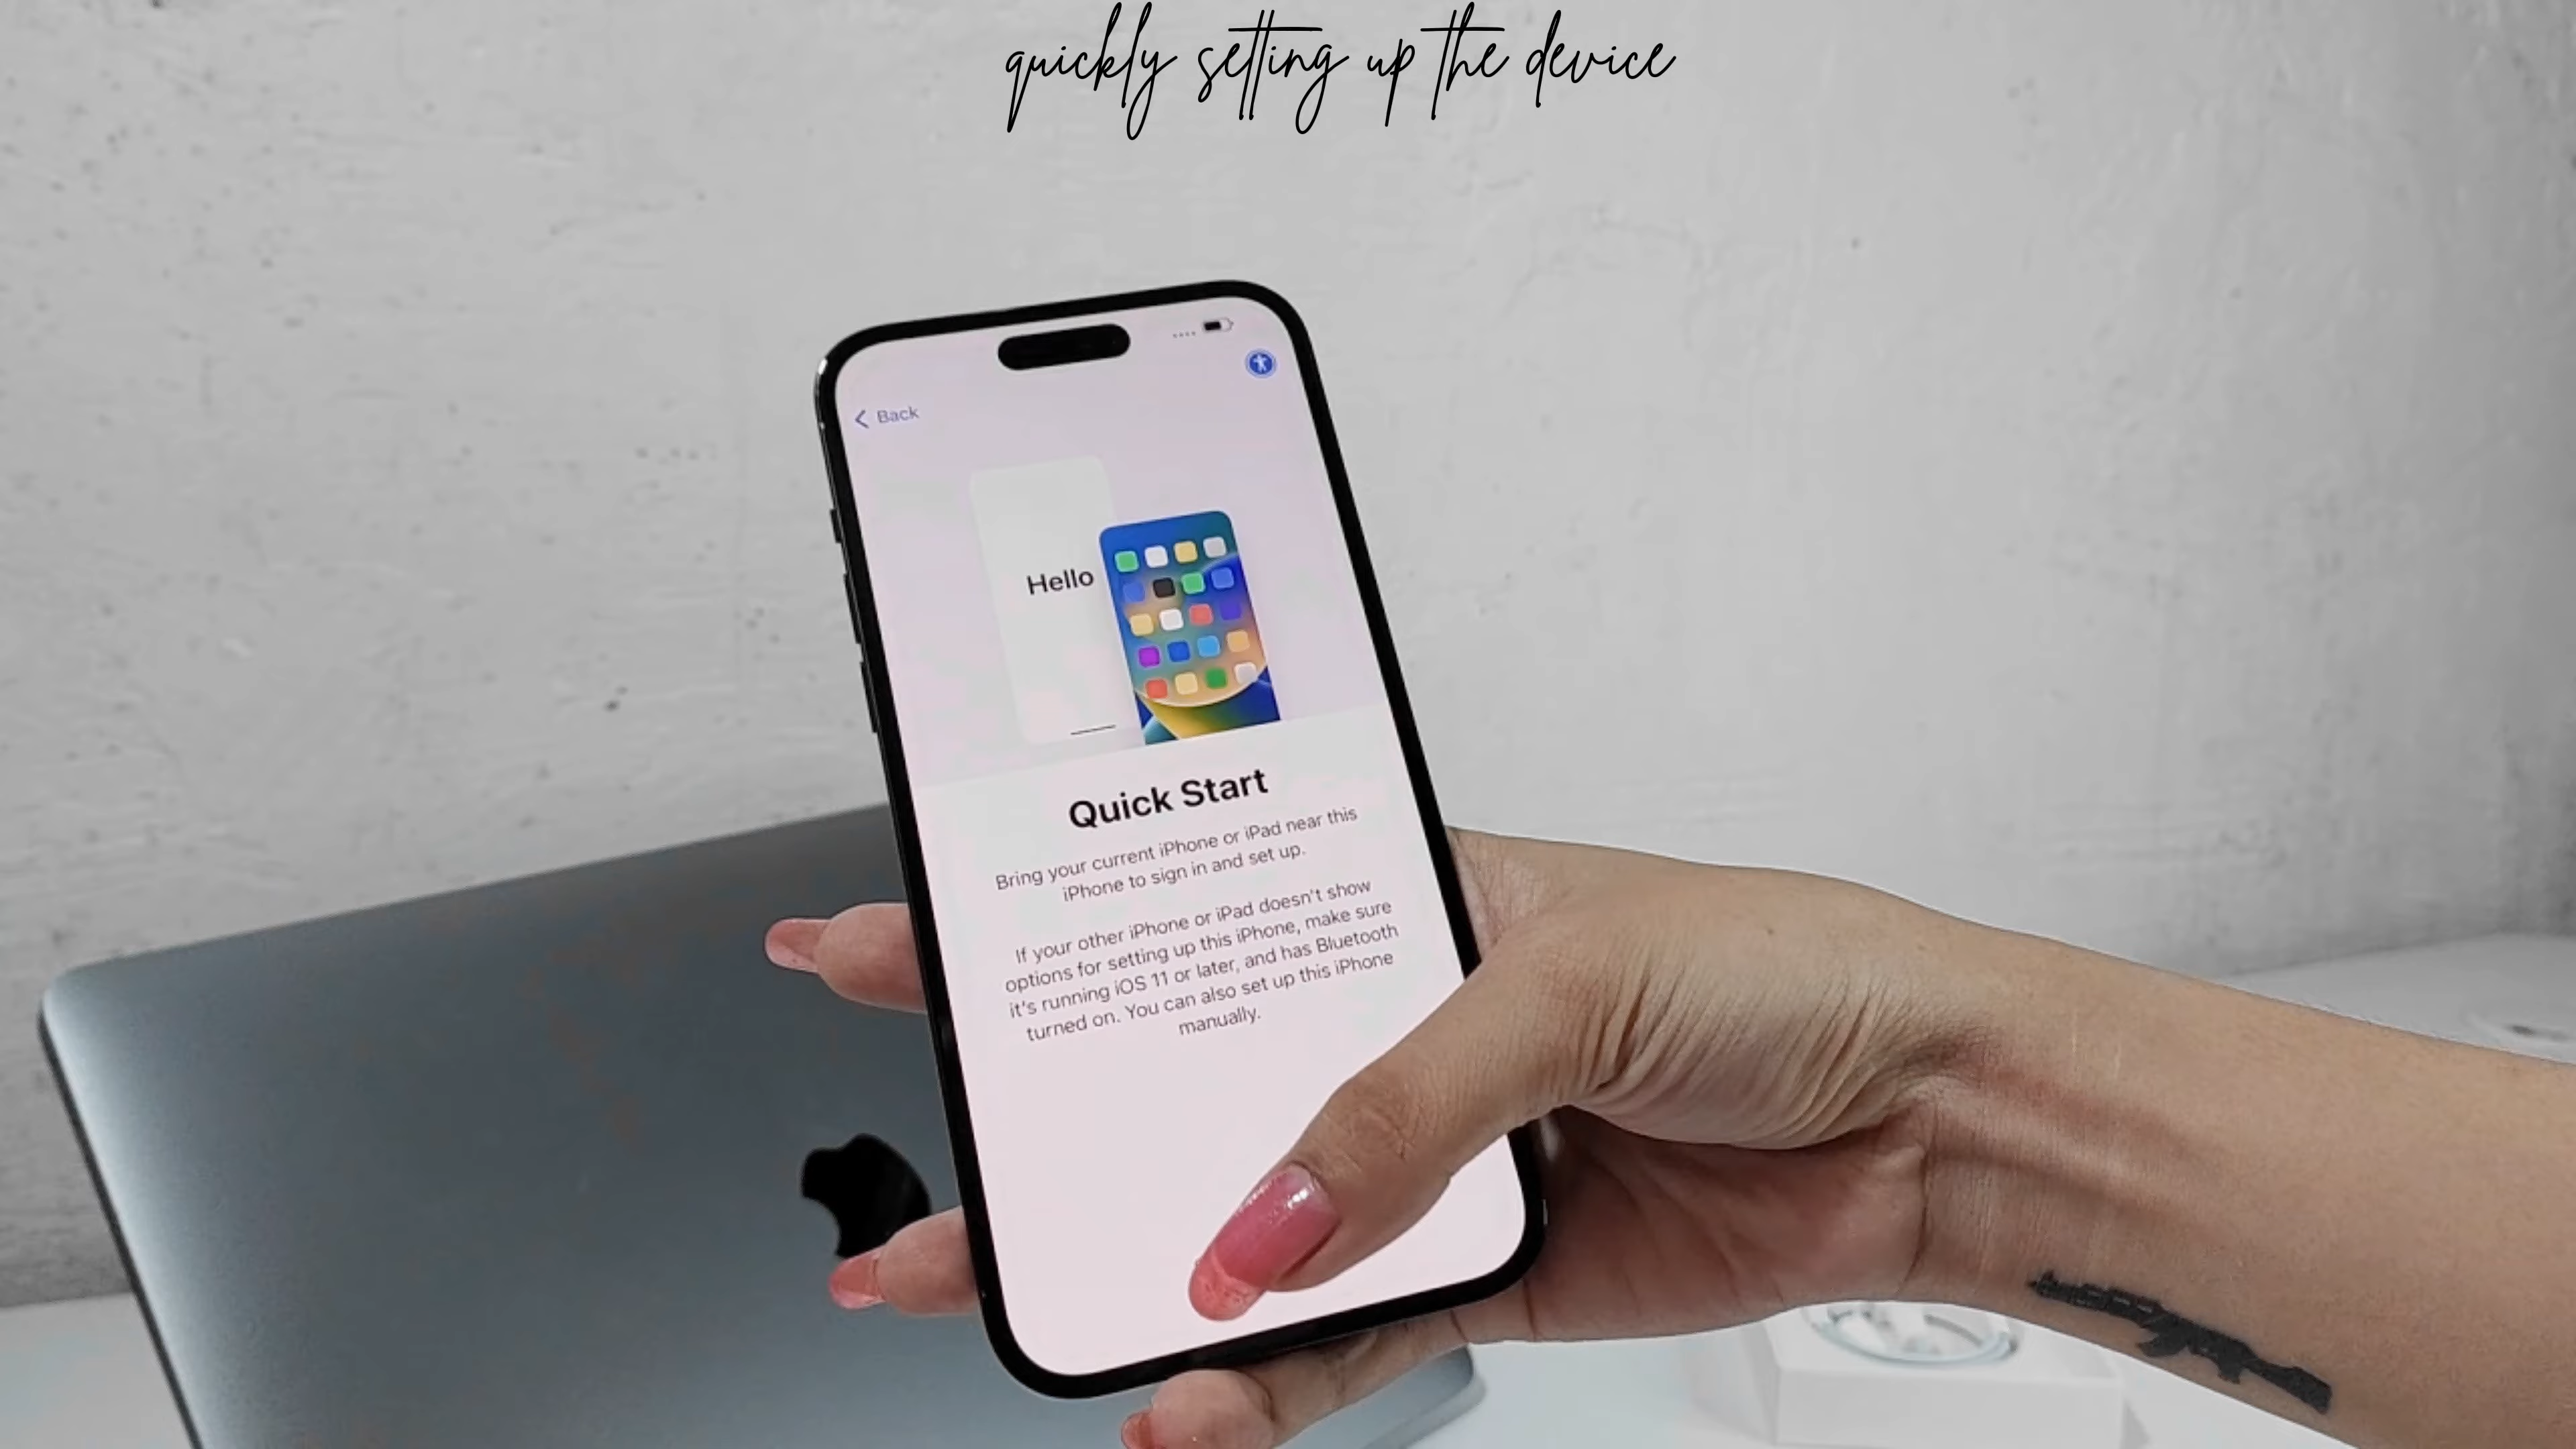 quickly setting up the device
Back
Hello
Quick Start
Bring your current iPhone or iPad near this
iPhone to sign in and set up.
If your other iPhone or iPad doesn't show
options for setting up this iPhone, make sure
it's running iOS 11 or later, and has Bluetooth
turned on. You can also set up this iPhone
manually.